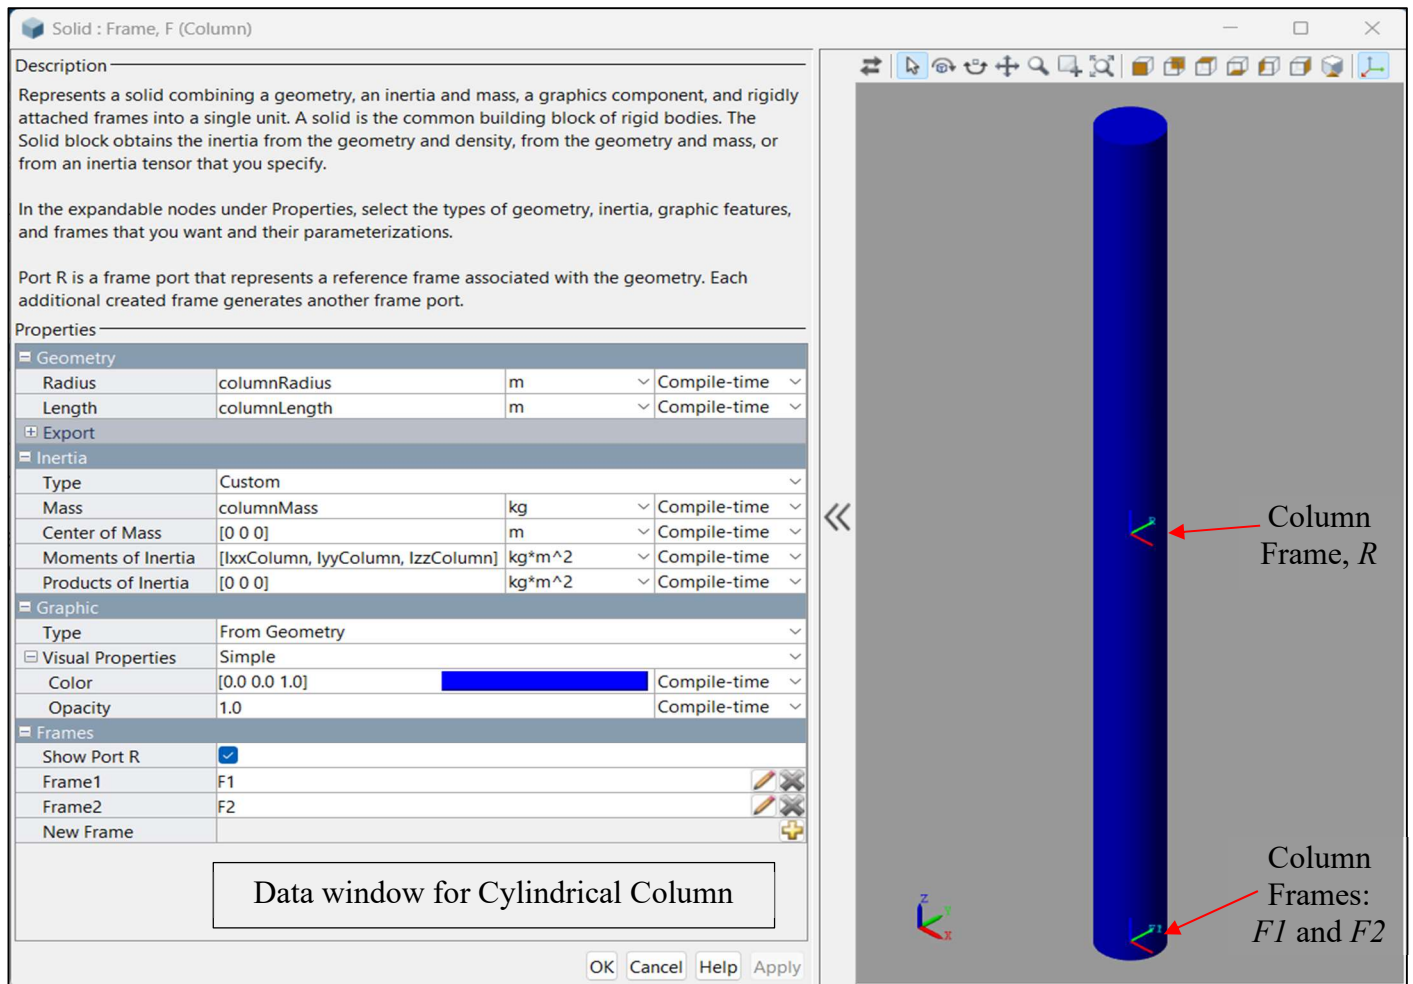 Solid : Frame, F (Column)
Description
Represents a solid combining a geometry, an inertia and mass, a graphics component, and rigidly
attached frames into a single unit. A solid is the common building block of rigid bodies. The
Solid block obtains the inertia from the geometry and density, from the geometry and mass, or
from an inertia tensor that you specify.
In the expandable nodes under Properties, select the types of geometry, inertia, graphic features,
and frames that you want and their parameterizations.
Port R is a frame port that represents a reference frame associated with the geometry. Each
additional created frame generates another frame port.
Properties
Geometry
Radius columnRadius m Compile-time
Length columnLength m Compile-time
Export
Inertia
Type Custom
Mass columnMass kg Compile-time
Center of Mass [0 0 0] m Compile-time
Moments of Inertia [IxxColumn, IyyColumn, IzzColumn] kg*m^2 Compile-time
Products of Inertia [0 0 0] kg*m^2 Compile-time
Graphic
Type From Geometry
Visual Properties Simple
Color [0.0 0.0 1.0] Compile-time
Opacity 1.0 Compile-time
Frames
Show Port R
Frame1 F1
Frame2 F2
New Frame
Data window for Cylindrical Column
OK Cancel Help Apply
R
Column
Frame, R
Column
Frames:
F1 and F2
F1
Z
Y
X